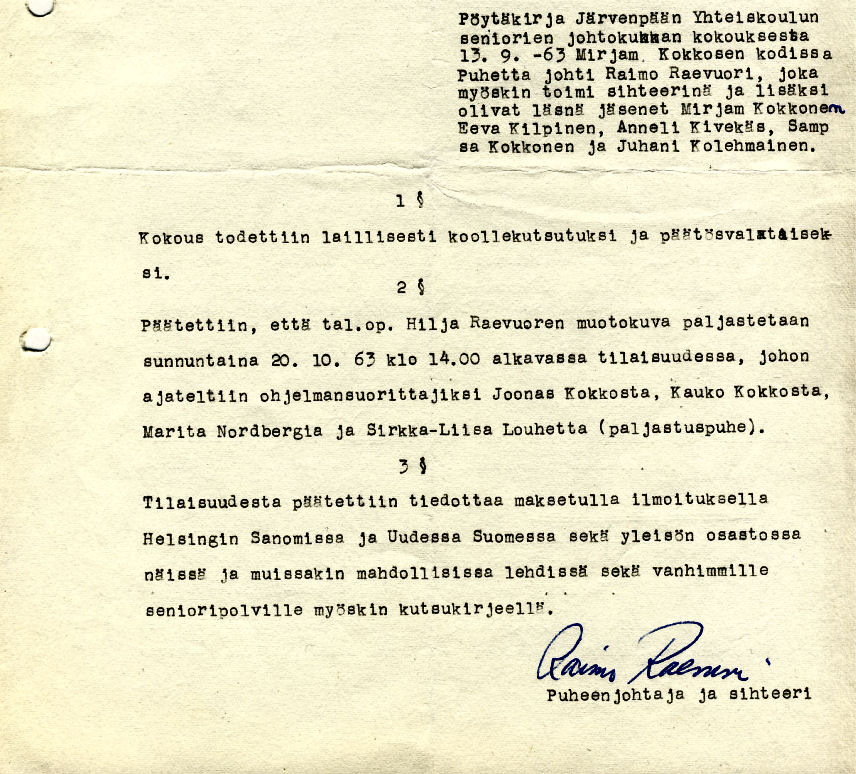 Pöytäkirja Järvenpään Yhteiskoulun
seniorien johtokunnan kokouksesta
13. 9. -63 Mirjam Kokkosen kodissa
Puhetta johti Raimo Raevuori, joka
myöskin toimi sihteerinä ja lisäksi
olivat läsnä jäsenet Mirjam Kokkonen
Eeva Kilpinen, Anneli Kivekäs, Samp
sa Kokkonen ja Juhani Kolehmainen.
1 §
Kokous todettiin laillisesti koollekutsutuksi ja päätösvaltaisek-
si.
2 §
Päätettiin, että tal.op. Hilja Raevuoren muotokuva paljastetaan
sunnuntaina 20. 10. 63 klo 14.00 alkavassa tilaisuudessa, johon
ajateltiin ohjelmansuorittajiksi Joonas Kokkosta, Kauko Kokkosta,
Marita Nordbergia ja Sirkka-Liisa Louhetta (paljastuspuhe).
3 §
Tilaisuudesta päätettiin tiedottaa maksetulla ilmoituksella
Helsingin Sanomissa ja Uudessa Suomessa sekä yleisön osastossa
näissä ja muissakin mahdollisissa lehdissä sekä vanhimmille
senioripolville myöskin kutsukirjeellä.
Raimo Raevuori
Puheenjohtaja ja sihteeri